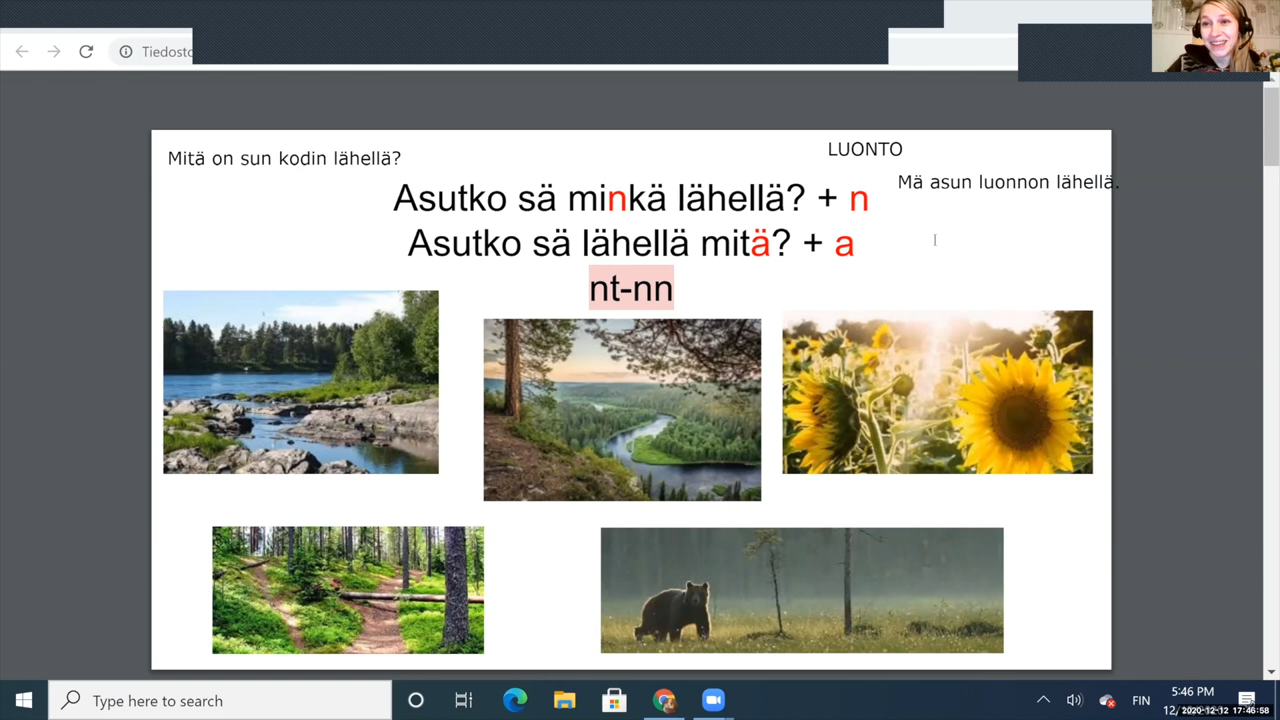 Tiedosto
Mitä on sun kodin lähellä?
LUONTO
Mä asun luonnon lähellä.
Asutko sä minkä lähellä? + n
Asutko sä lähellä mitä? + a
nt-nn
Type here to search
FIN
5:46 PM
2020-12-12 17:46:58